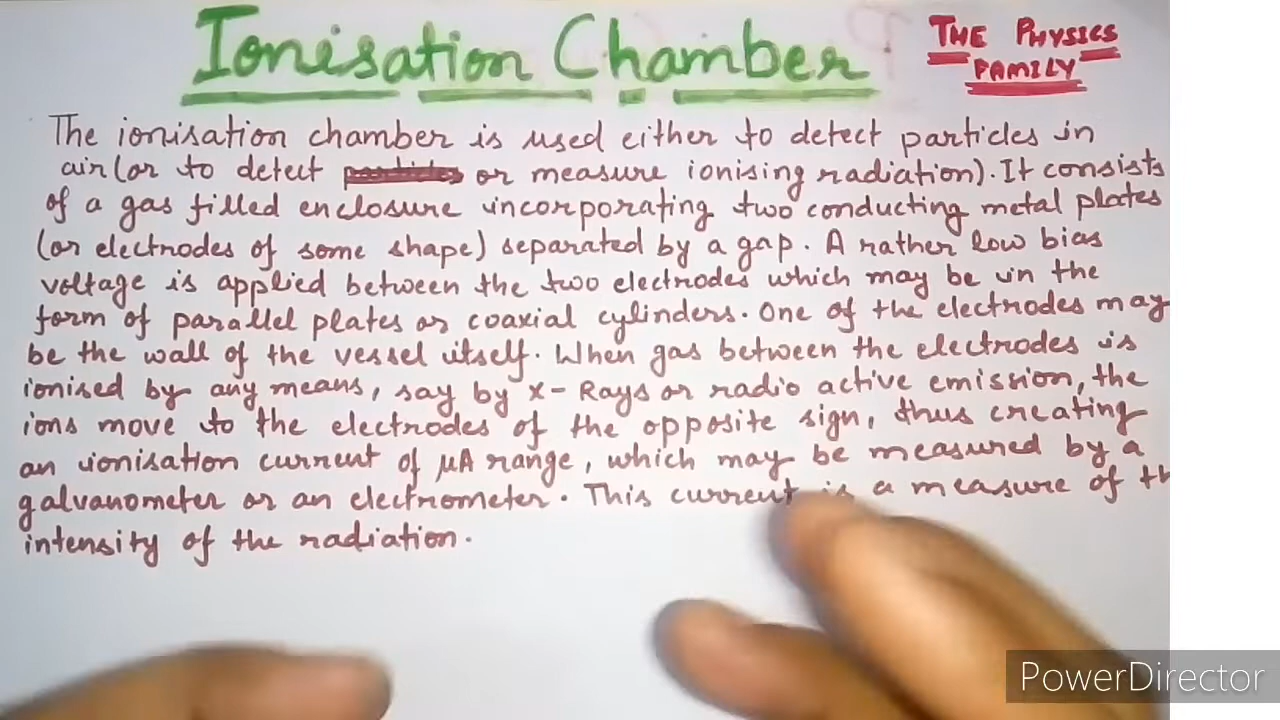 Ionisation Chamber
THE PHYSICS
FAMILY
The ionisation chamber is used either to detect particles in
air (or to detect or measure ionising radiation). It consists
of a gas filled enclosure incorporating two conducting metal plates
(or electrodes of some shape) separated by a gap. A rather low bias
voltage is applied between the two electrodes which may be in the
form of parallel plates or coaxial cylinders. One of the electrodes may
be the wall of the vessel itself. When gas between the electrodes is
ionised by any means, say by X-Rays or radio active emission, the
ions move to the electrodes of the opposite sign, thus creating
an ionisation current of μA range, which may be measured by a
galvanometer or an electrometer. This current is a measure of th
intensity of the radiation.
PowerDirector